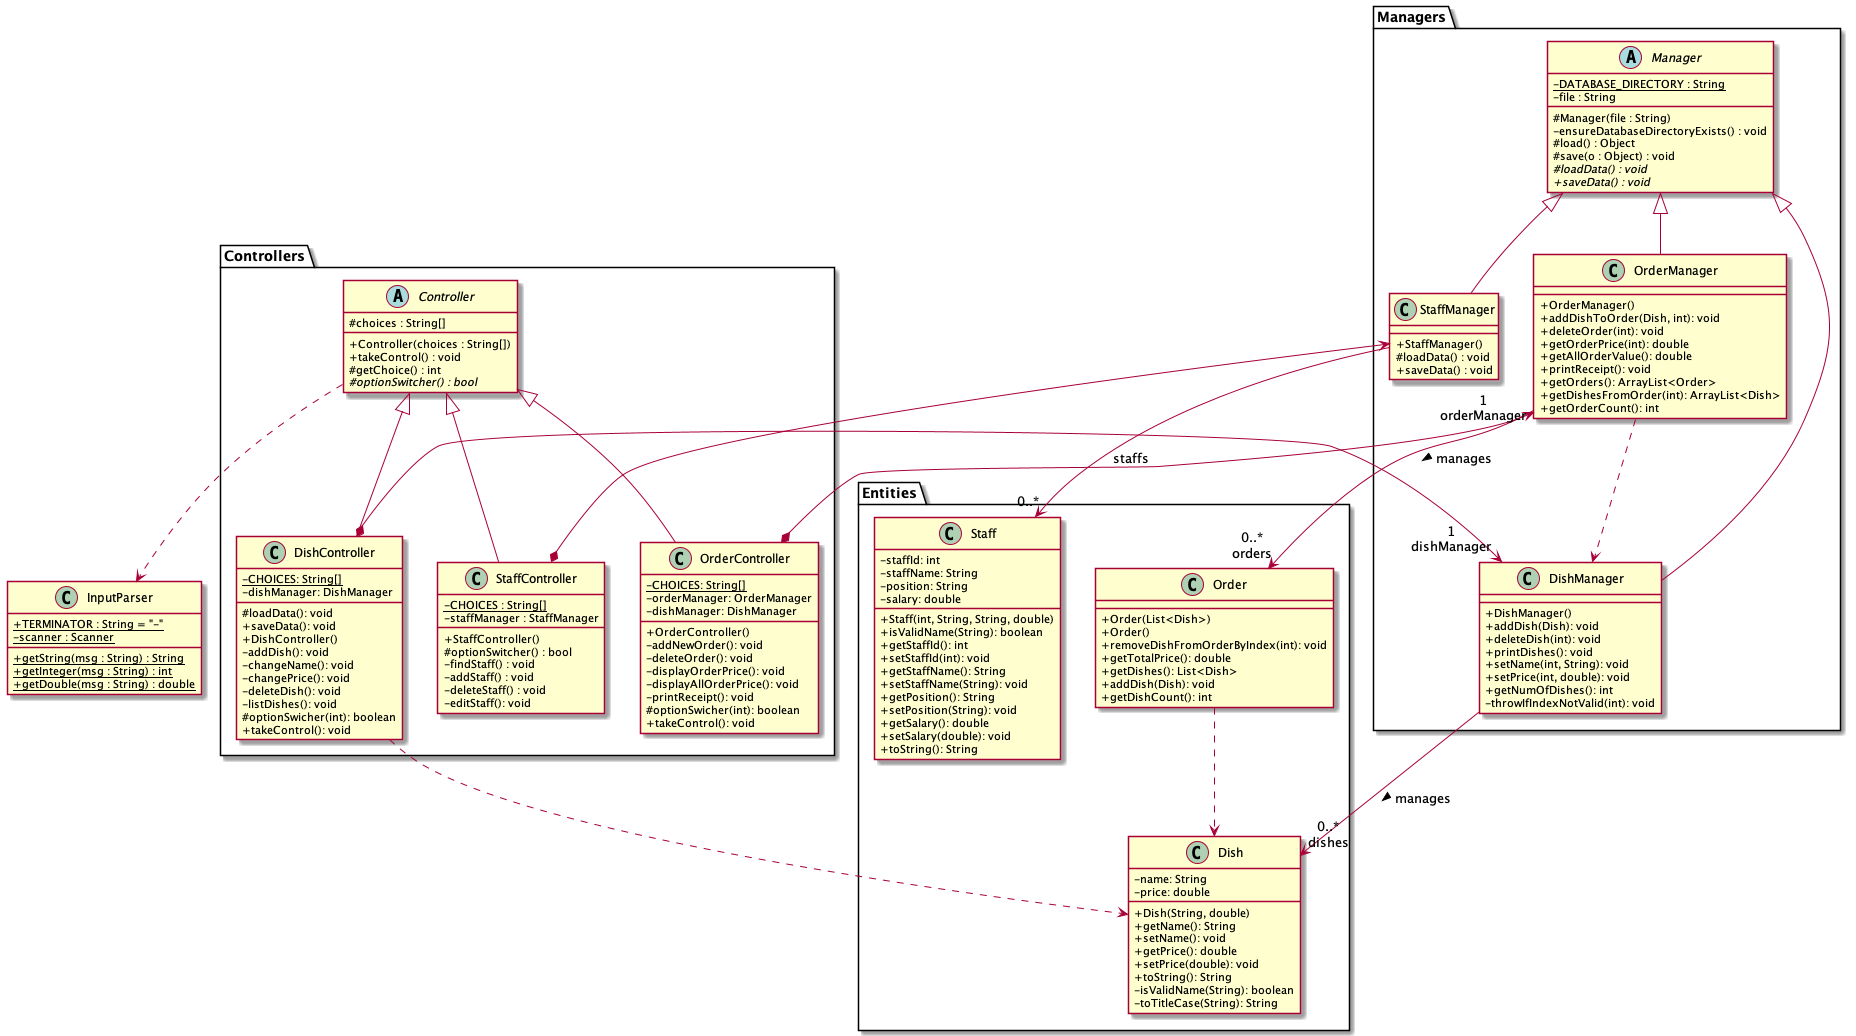 Managers
A Manager
-DATABASE_DIRECTORY : String
-file : String
#Manager(file : String)
-ensureDatabaseDirectoryExists() : void
#load() : Object
#save(o : Object) : void
#loadData() : void
+saveData() : void
Controllers
A Controller
#choices : String[]
+Controller(choices : String[])
+takeControl() : void
#getChoice() : int
#optionSwitcher() : bool
C StaffManager
+StaffManager()
#loadData() : void
+saveData() : void
C OrderManager
+OrderManager()
+addDishToOrder(Dish, int): void
+deleteOrder(int): void
+getOrderPrice(int): double
+getAllOrderValue(): double
+printReceipt(): void
+getOrders(): ArrayList<Order>
+getDishesFromOrder(int): ArrayList<Dish>
+getOrderCount(): int
1
orderManager
staffs
manages
0..*
0..*
orders
1
dishManager
Entities
C InputParser
+TERMINATOR : String = "-"
-scanner : Scanner
+getString(msg : String) : String
+getInteger(msg : String) : int
+getDouble(msg : String) : double
C DishController
-CHOICES: String[]
-dishManager: DishManager
#loadData(): void
+saveData(): void
+DishController()
-addDish(): void
-changeName(): void
-changePrice(): void
-deleteDish(): void
-listDishes(): void
#optionSwicher(int): boolean
+takeControl(): void
C StaffController
-CHOICES : String[]
-staffManager : StaffManager
+StaffController()
#optionSwitcher() : bool
-findStaff() : void
-addStaff() : void
-deleteStaff() : void
-editStaff(): void
C OrderController
-CHOICES: String[]
-orderManager: OrderManager
-dishManager: DishManager
+OrderController()
-addNewOrder(): void
-deleteOrder(): void
-displayOrderPrice(): void
-displayAllOrderPrice(): void
-printReceipt(): void
#optionSwicher(int): boolean
+takeControl(): void
C Staff
-staffId: int
-staffName: String
-position: String
-salary: double
+Staff(int, String, String, double)
+isValidName(String): boolean
+getStaffId(): int
+setStaffId(int): void
+getStaffName(): String
+setStaffName(String): void
+getPosition(): String
+setPosition(String): void
+getSalary(): double
+setSalary(double): void
+toString(): String
C Order
+Order(List<Dish>)
+Order()
+removeDishFromOrderByIndex(int): void
+getTotalPrice(): double
+getDishes(): List<Dish>
+addDish(Dish): void
+getDishCount(): int
C DishManager
+DishManager()
+addDish(Dish): void
+deleteDish(int): void
+printDishes(): void
+setName(int, String): void
+setPrice(int, double): void
+getNumOfDishes(): int
-throwIfIndexNotValid(int): void
manages
0..*
dishes
C Dish
-name: String
-price: double
+Dish(String, double)
+getName(): String
+setName(): void
+getPrice(): double
+setPrice(double): void
+toString(): String
-isValidName(String): boolean
-toTitleCase(String): String